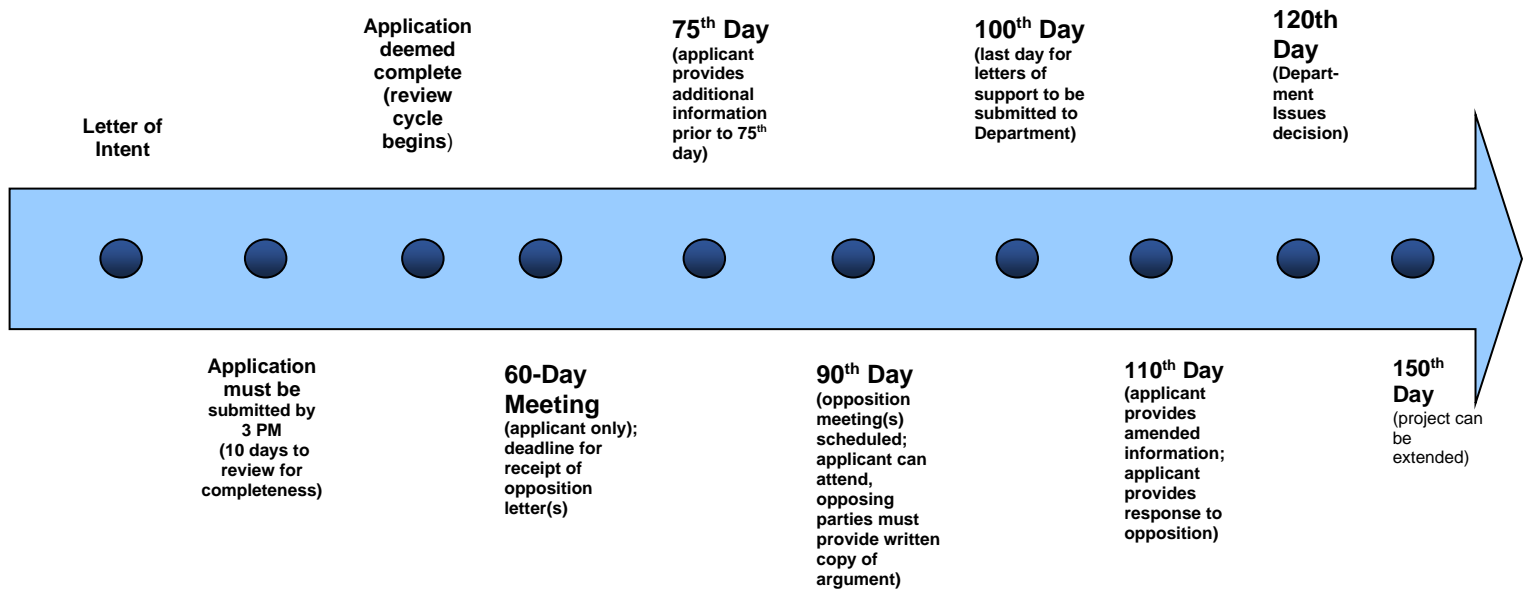 Letter of
Intent
Application
must be
submitted by
3 PM
(10 days to
review for
completeness)
Application
deemed
complete
(review
cycle
begins)
60-Day
Meeting
(applicant only);
deadline for
receipt of
opposition
letter(s)
75th Day
(applicant
provides
additional
information
prior to 75th
day)
90th Day
(opposition
meeting(s)
scheduled;
applicant can
attend,
opposing
parties must
provide written
copy of
argument)
100th Day
(last day for
letters of
support to be
submitted to
Department)
110th Day
(applicant
provides
amended
information;
applicant
provides
response to
opposition)
120th
Day
(Depart-
ment
Issues
decision)
150th
Day
(project can
be
extended)